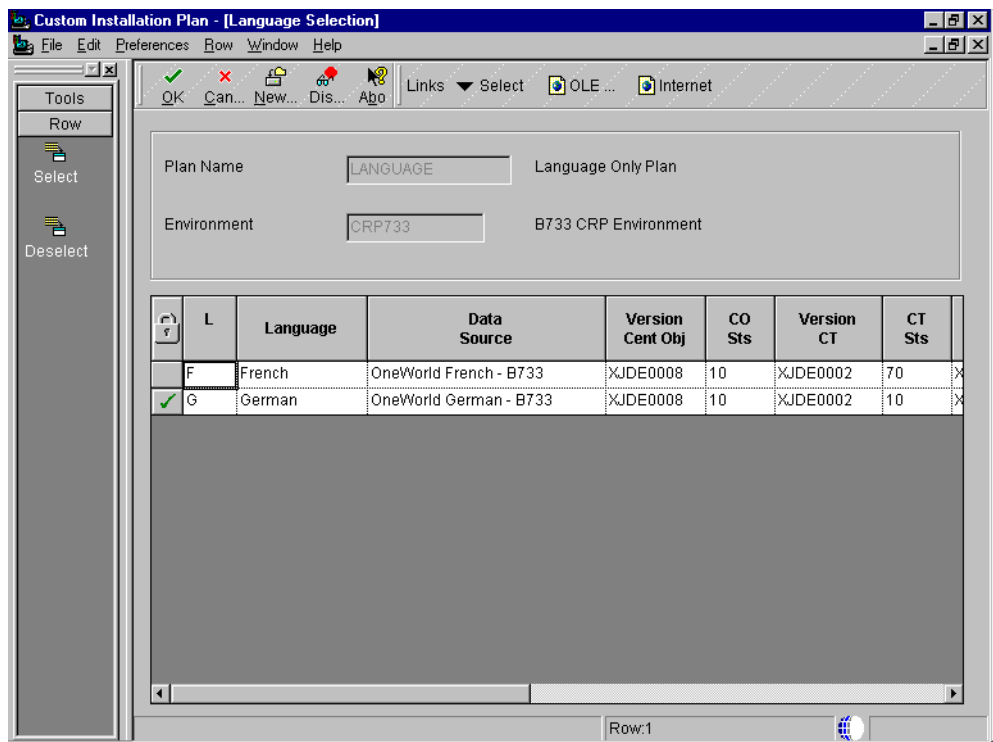 Custom Installation Plan - [Language Selection]
File Edit Preferences Row Window Help
OK Can... New... Dis... Abo Links Select OLE ... Internet
Tools
Row
Select
Deselect
Plan Name LANGUAGE Language Only Plan
Environment CRP733 B733 CRP Environment
L Language Data Source Version Cent Obj CO Sts Version CT CT Sts
F French OneWorld French - B733 XJDE0008 10 XJDE0002 70 X
G German OneWorld German - B733 XJDE0008 10 XJDE0002 10 X
Row:1